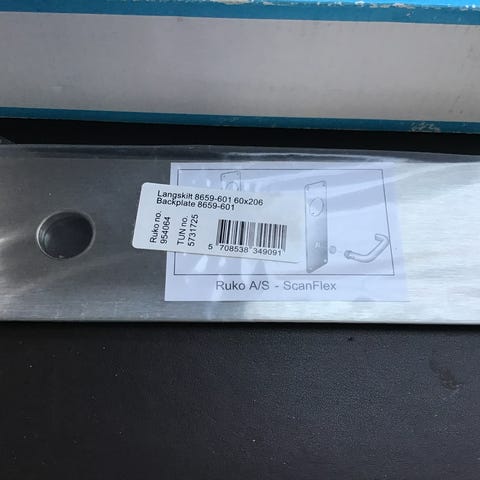 Langskilt 8659-601 60x206
Backplate 8659-601
Ruko no.
954064
TUN no.
5731725
5 708538 349091
Ruko A/S - ScanFlex